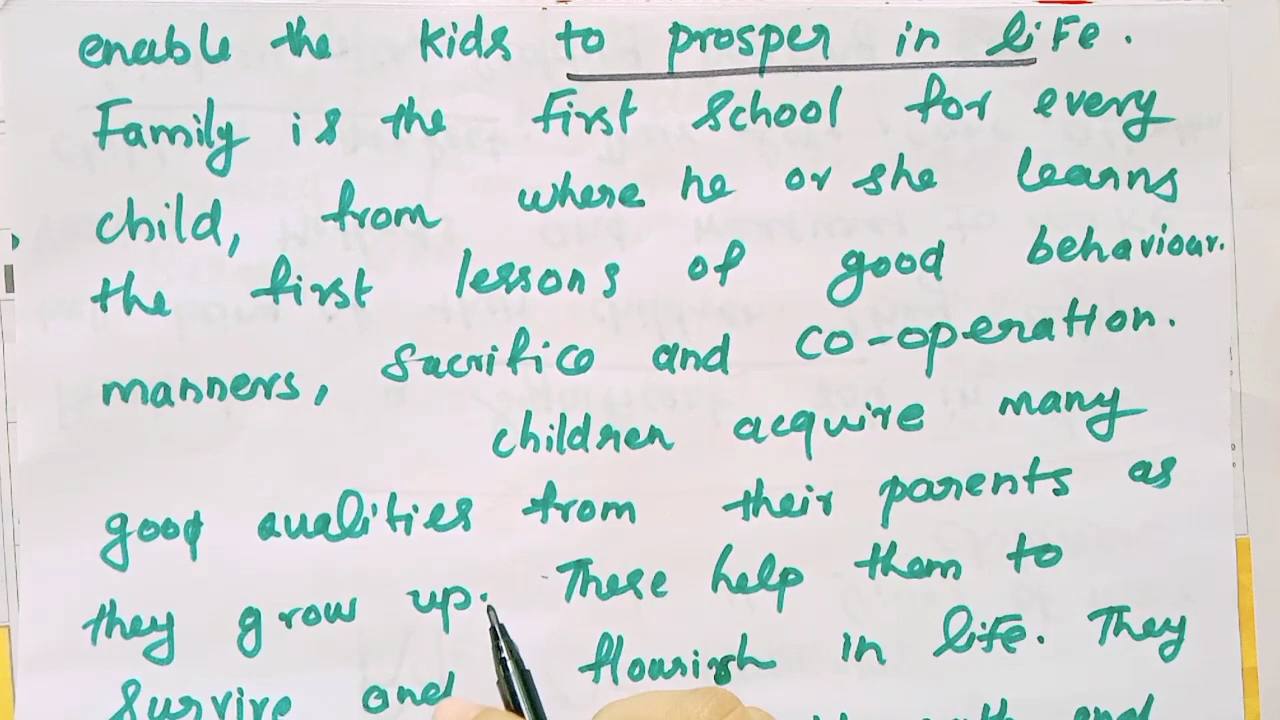 enable the kids to prosper in life.
Family is the first school for every
child, from where he or she learns
the first lessons of good behaviour.
manners, sacrifice and co-operation.
children acquire many
good qualities from their parents as
they grow up. These help them to
survive and flourish in life. They
and